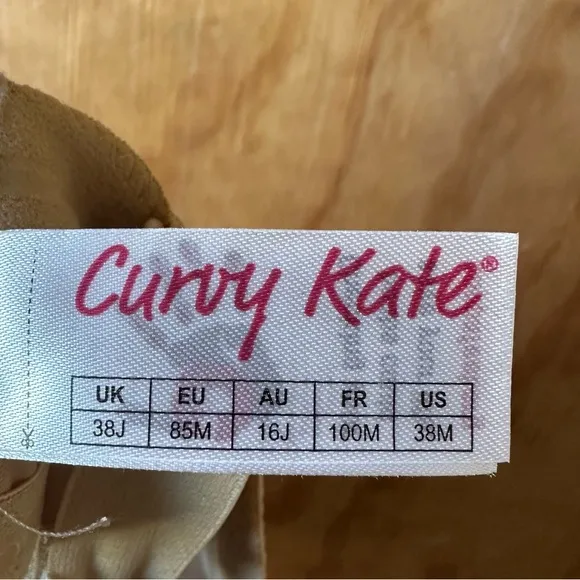 Curvy Kate®
UK EU AU FR US
38J 85M 16J 100M 38M